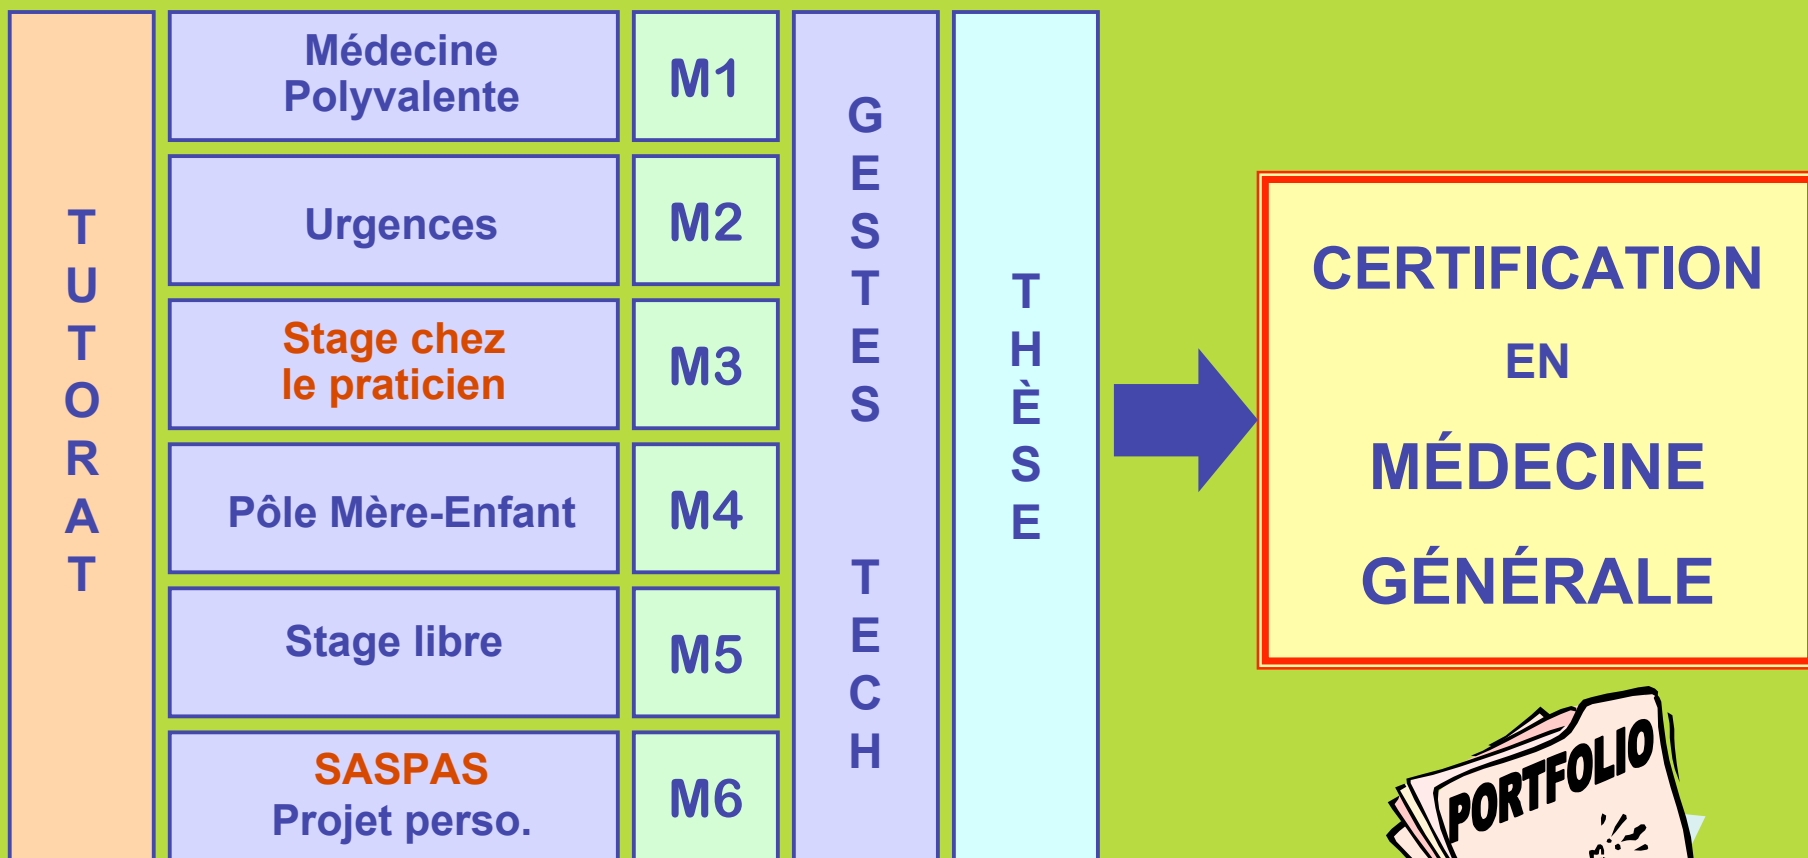 TUTORAT
Médecine
Polyvalente
M1
Urgences
M2
Stage chez
le praticien
M3
Pôle Mère-Enfant
M4
Stage libre
M5
SASPAS
Projet perso.
M6
GESTES TECH
THÈSE
CERTIFICATION
EN
MÉDECINE
GÉNÉRALE
PORTFOLIO